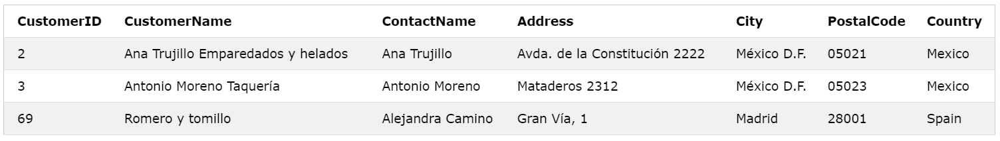 CustomerID CustomerName ContactName Address City PostalCode Country
2 Ana Trujillo Emparedados y helados Ana Trujillo Avda. de la Constitución 2222 México D.F. 05021 Mexico
3 Antonio Moreno Taquería Antonio Moreno Mataderos 2312 México D.F. 05023 Mexico
69 Romero y tomillo Alejandra Camino Gran Vía, 1 Madrid 28001 Spain